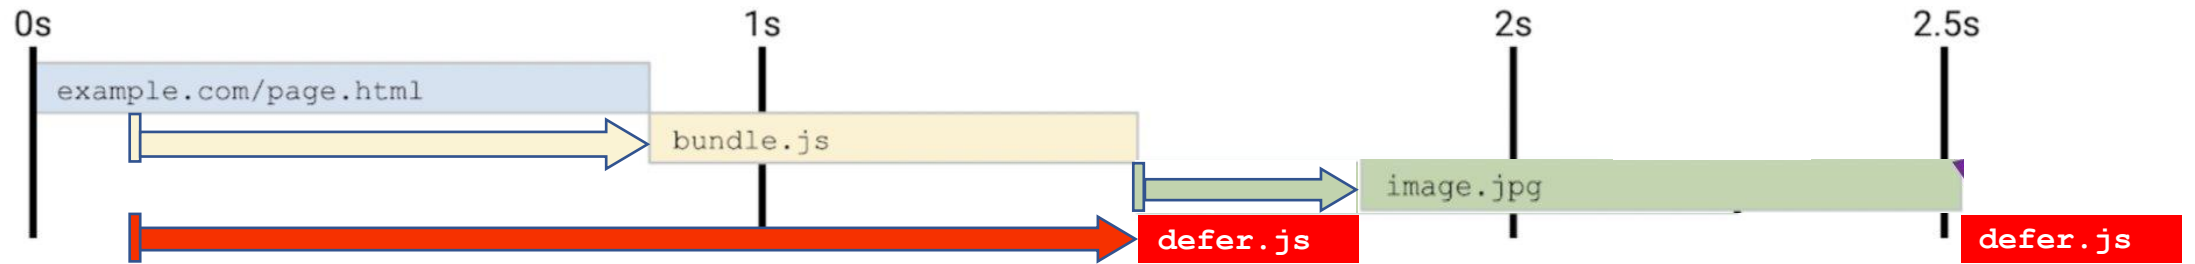 0s
1s
2s
2.5s
example.com/page.html
bundle.js
image.jpg
defer.js
defer.js